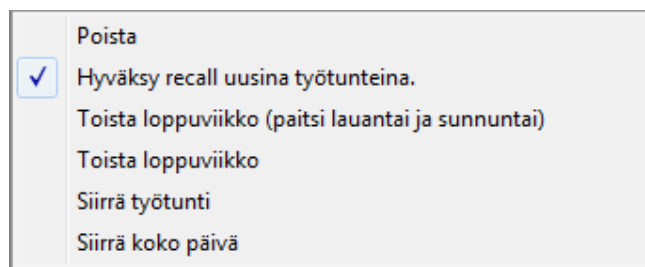 Poista
Hyväksy recall uusina työtunteina.
Toista loppuviikko (paitsi lauantai ja sunnuntai)
Toista loppuviikko
Siirrä työtunti
Siirrä koko päivä